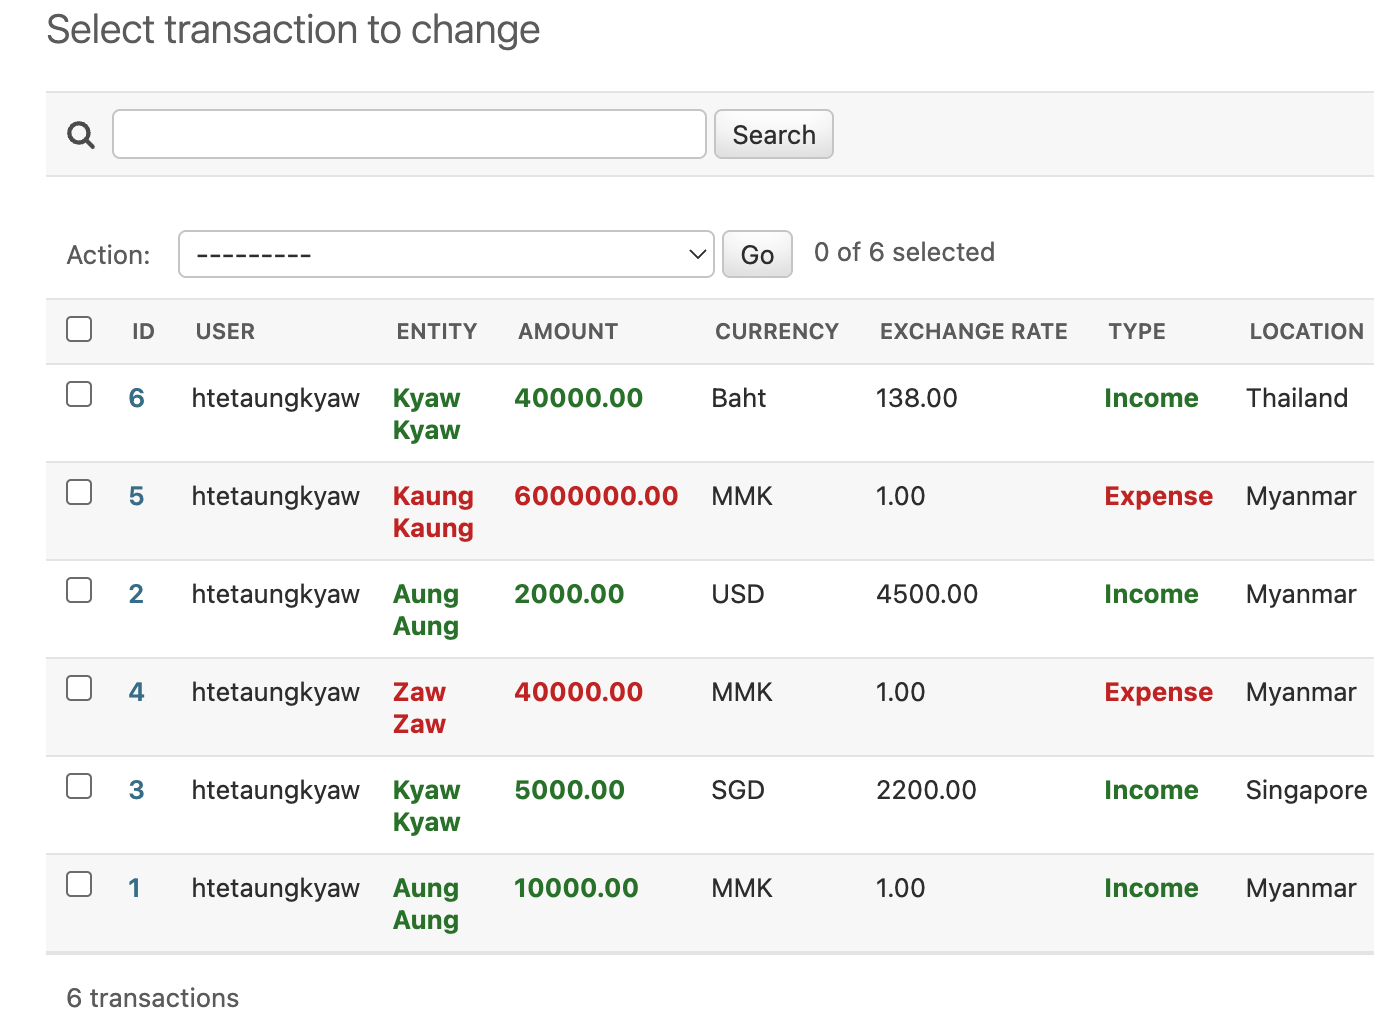 Select transaction to change
Search
Action: --------- Go 0 of 6 selected
ID USER ENTITY AMOUNT CURRENCY EXCHANGE RATE TYPE LOCATION
6 htetaungkyaw Kyaw 40000.00 Baht 138.00 Income Thailand
Kyaw
5 htetaungkyaw Kaung 6000000.00 MMK 1.00 Expense Myanmar
Kaung
2 htetaungkyaw Aung 2000.00 USD 4500.00 Income Myanmar
Aung
4 htetaungkyaw Zaw 40000.00 MMK 1.00 Expense Myanmar
Zaw
3 htetaungkyaw Kyaw 5000.00 SGD 2200.00 Income Singapore
Kyaw
1 htetaungkyaw Aung 10000.00 MMK 1.00 Income Myanmar
Aung
6 transactions